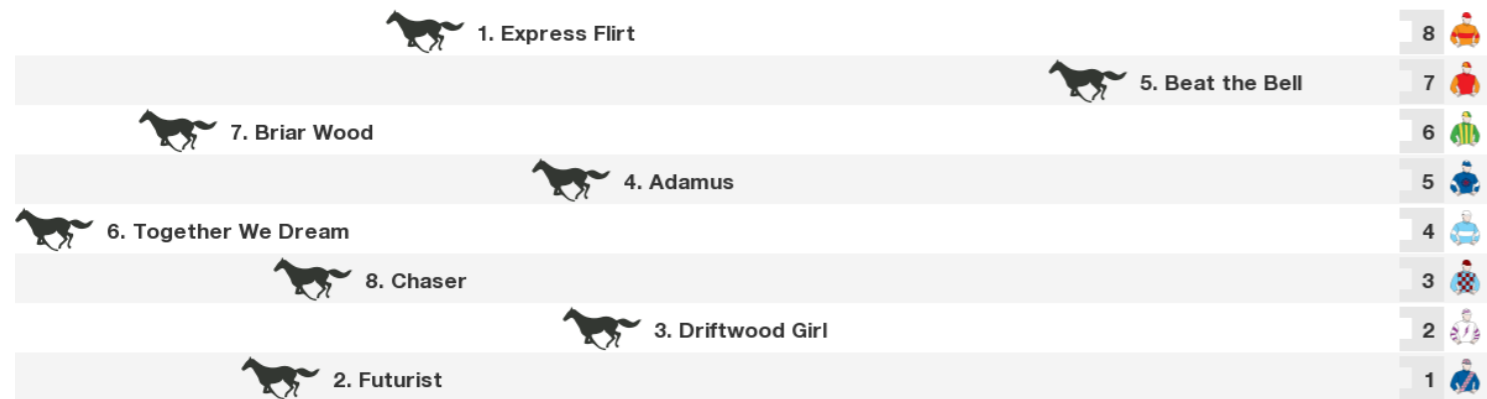 1. Express Flirt 8
5. Beat the Bell 7
7. Briar Wood 6
4. Adamus 5
6. Together We Dream 4
8. Chaser 3
3. Driftwood Girl 2
2. Futurist 1